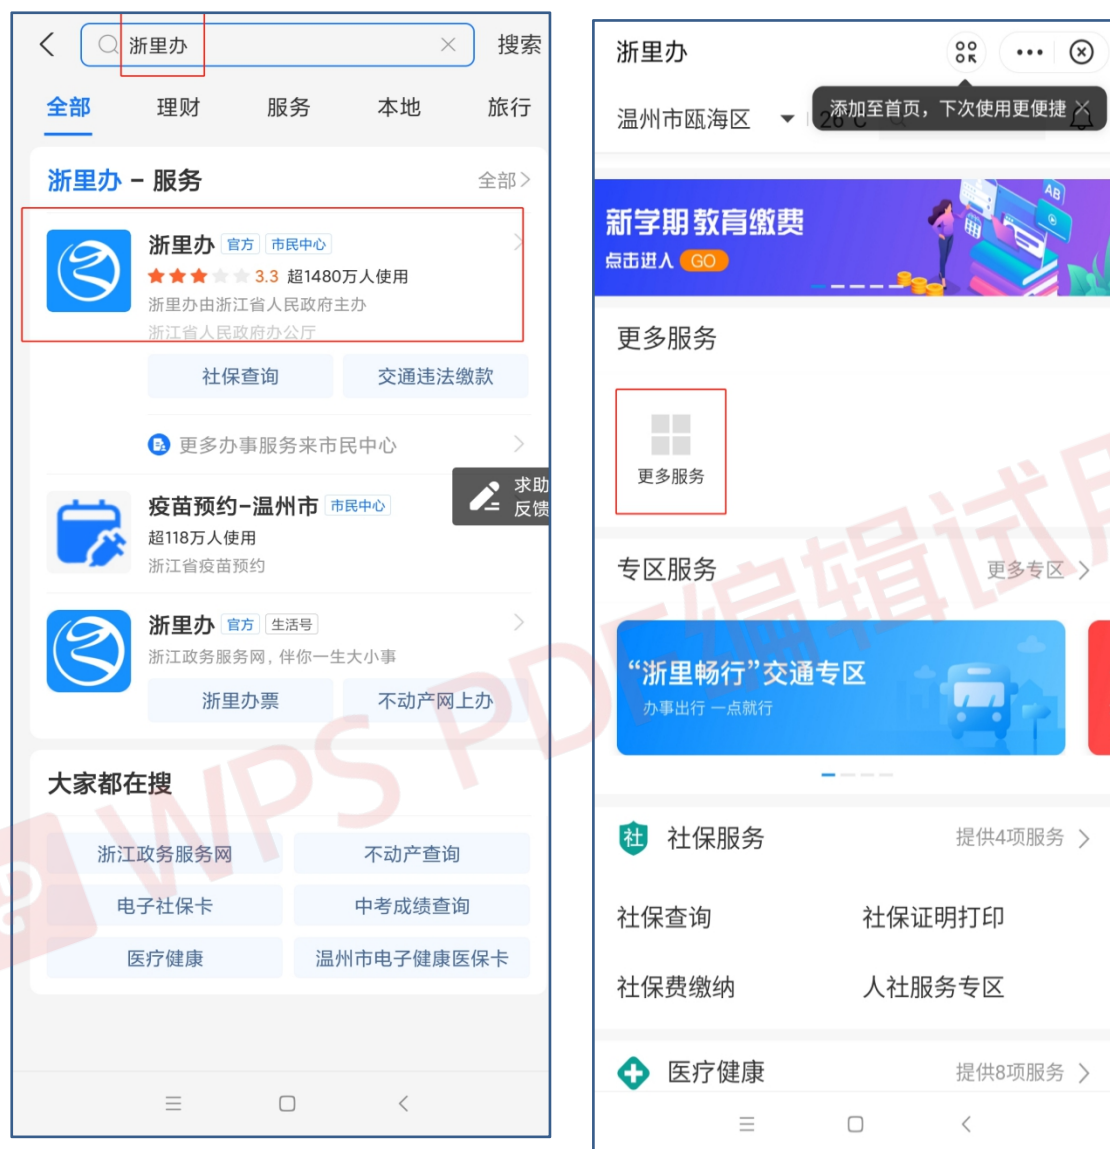 浙里办
搜索
全部
理财
服务
本地
旅行
浙里办 - 服务
全部
浙里办 官方 市民中心
3.3 超1480万人使用
浙里办由浙江省人民政府主办
浙江省人民政府办公厅
社保查询
交通违法缴款
更多办事服务来市民中心
求助
反馈
疫苗预约-温州市 市民中心
超118万人使用
浙江省疫苗预约
浙里办 官方 生活号
浙江政务服务网,伴你一生大小事
浙里办票
不动产网上办
大家都在搜
浙江政务服务网
不动产查询
电子社保卡
中考成绩查询
医疗健康
温州市电子健康医保卡
浙里办
添加至首页，下次使用更便捷
温州市瓯海区
26°C
新学期教育缴费
点击进入 GO
AB
更多服务
更多服务
专区服务
更多专区
“浙里畅行”交通专区
办事出行 一点就行
社 社保服务
提供4项服务
社保查询
社保证明打印
社保费缴纳
人社服务专区
医疗健康
提供8项服务
WPS PDF编辑试用